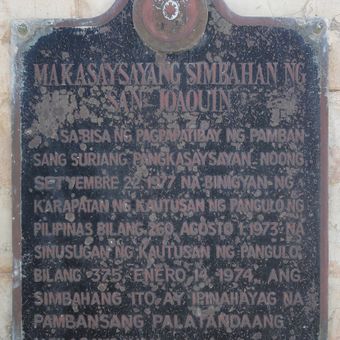 MAKASAYSAYANG SIMBAHAN NG
SAN JOAQUIN
SA BISA NG PAGPAPATIBAY NG PAMBAN
SANG SURIANG PANGKASAYSAYAN NOONG
SETYEMBRE 22, 1977 NA BINIGYAN NG
KARAPATAN NG KAUTUSAN NG PANGULO NG
PILIPINAS BILANG 260, AGOSTO 1, 1973, NA
SINUSUGAN NG KAUTUSAN NG PANGULO,
BILANG 375, ENERO 14, 1974, ANG
SIMBAHANG ITO AY IPINAHAYAG NA
PAMBANSANG PALATANDAANG